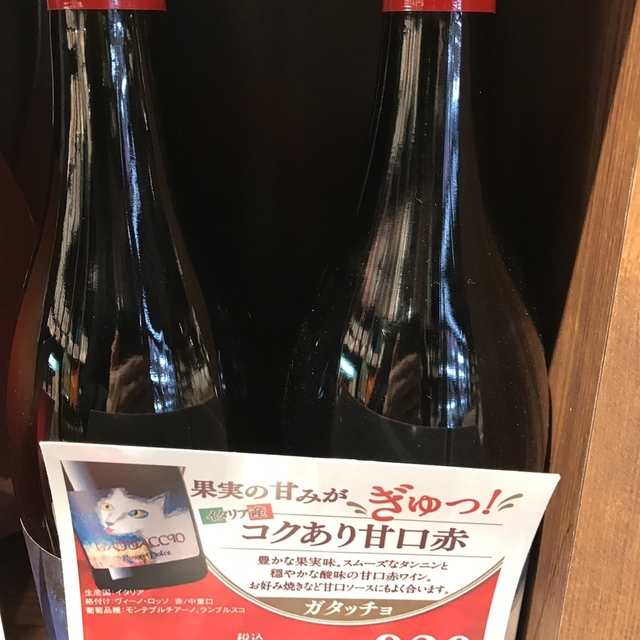 果実の甘みが ぎゅっ!
イタリア産
コクあり甘口赤
GADDACCPO
Rosso Dolce
豊かな果実味。スムーズなタンニンと
穏やかな酸味の甘口赤ワイン。
お好み焼きなど甘口ソースにもよく合います。
生産国:イタリア
格付け:ヴィーノ・ロッソ 赤/中重口
葡萄品種:モンテプルチアーノ、ランブルスコ
ガタッチョ
税込